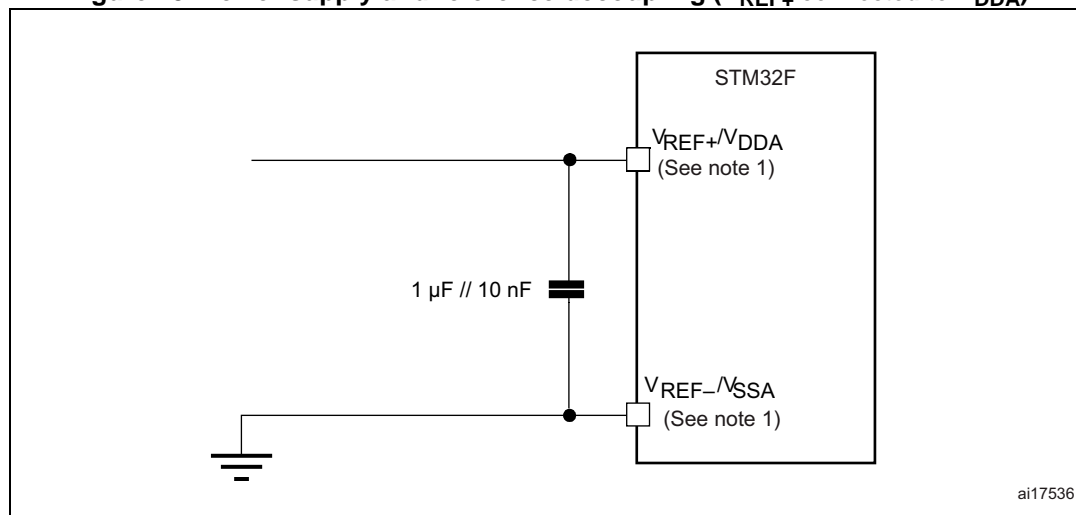 STM32F
VREF+/VDDA
(See note 1)
1 µF // 10 nF
VREF–/VSSA
(See note 1)
ai17536